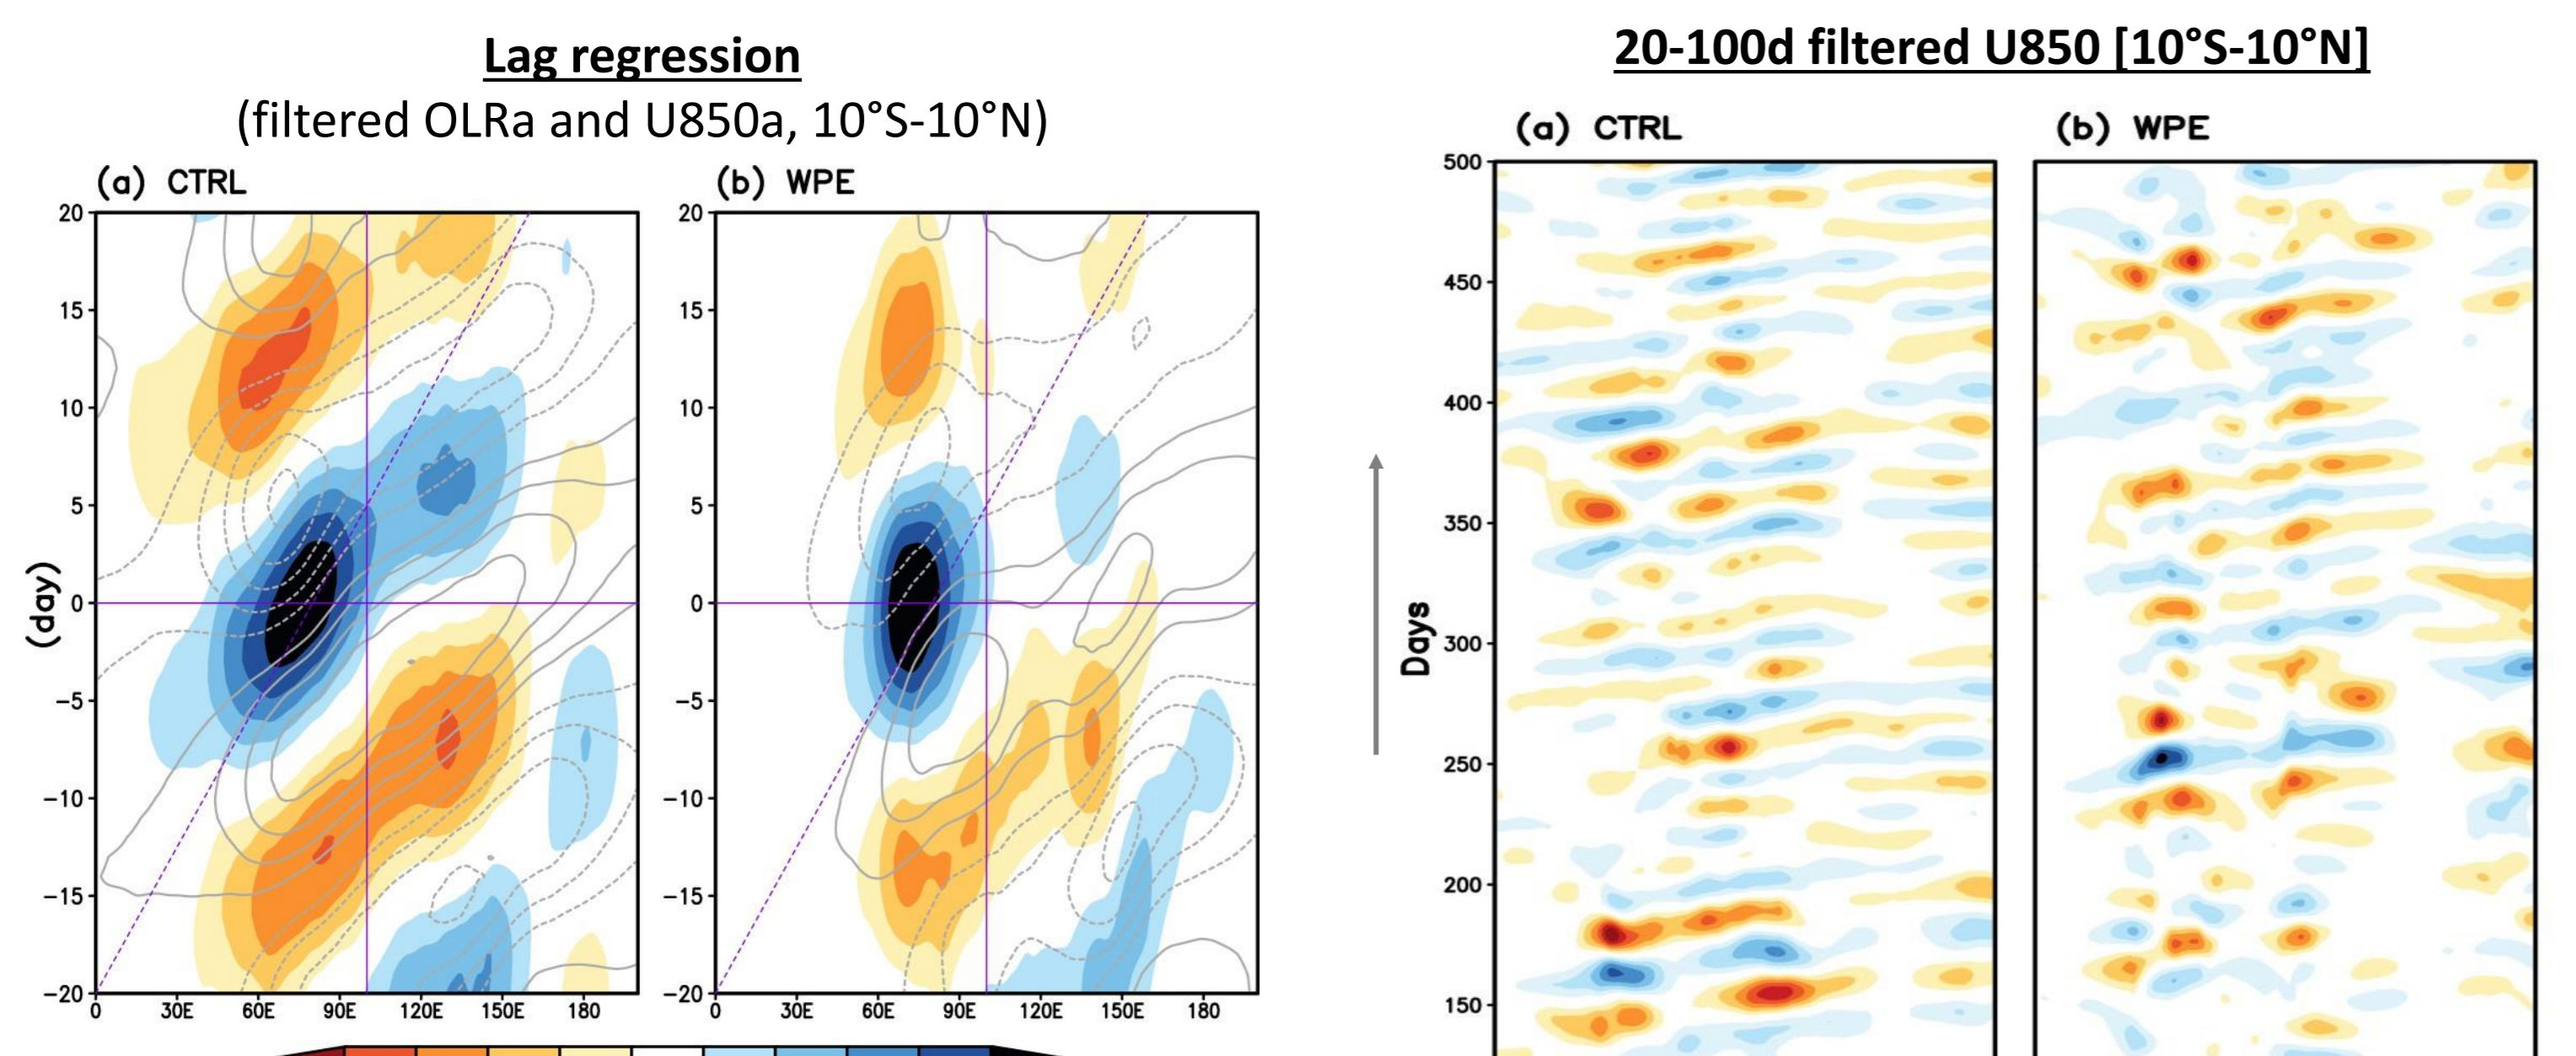 Lag regression
(filtered OLRa and U850a, 10°S-10°N)
(a) CTRL
(b) WPE
20
15
10
5
0
−5
−10
−15
−20
(day)
0 30E 60E 90E 120E 150E 180
20
15
10
5
0
−5
−10
−15
−20
0 30E 60E 90E 120E 150E 180
20-100d filtered U850 [10°S-10°N]
(a) CTRL
(b) WPE
500
450
400
350
300
250
200
150
Days